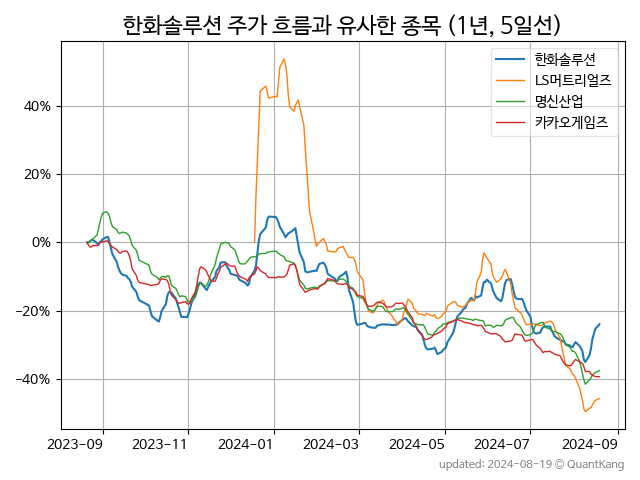 한화솔루션 주가 흐름과 유사한 종목 (1년, 5일선)
한화솔루션
LS머트리얼즈
명신산업
카카오게임즈
40%
20%
0%
−20%
−40%
2023-09 2023-11 2024-01 2024-03 2024-05 2024-07 2024-09
updated: 2024-08-19 © QuantKang